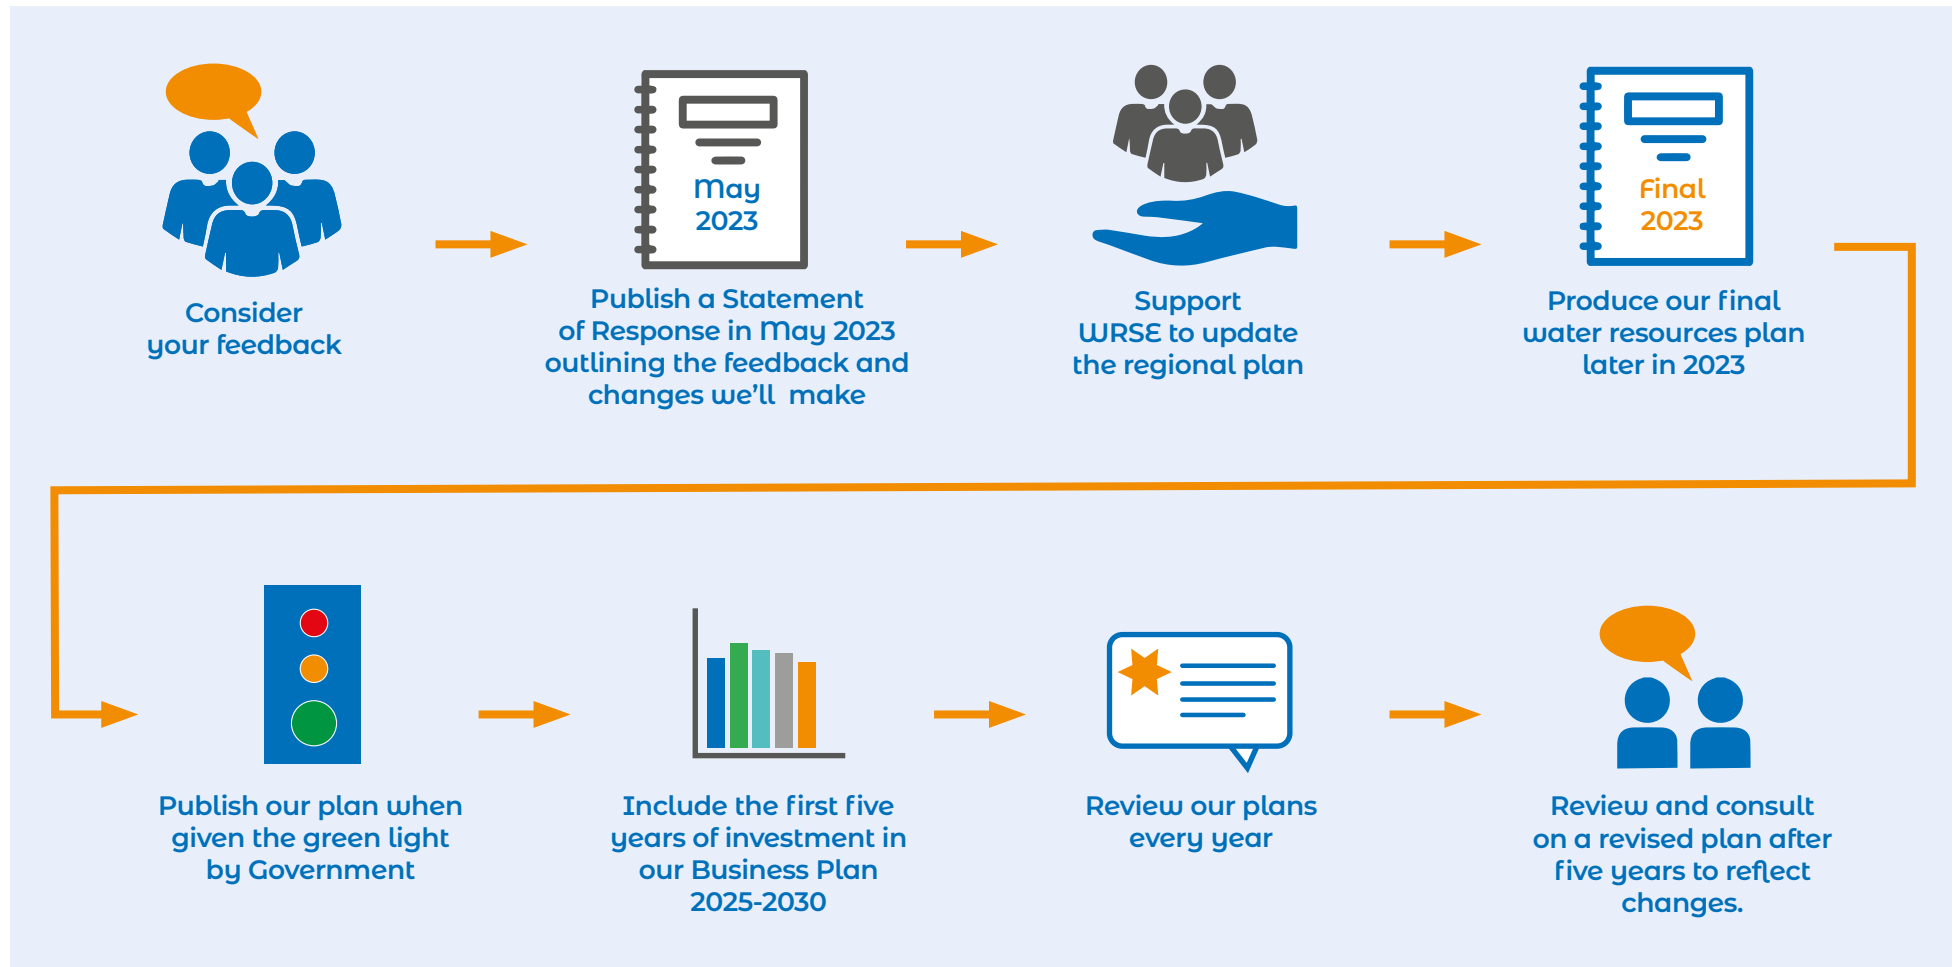 Consider
your feedback
May
2023
Publish a Statement
of Response in May 2023
outlining the feedback and
changes we'll  make
Support
WRSE to update
the regional plan
Final
2023
Produce our final
water resources plan
later in 2023
Publish our plan when
given the green light
by Government
Include the first five
years of investment in
our Business Plan
2025-2030
Review our plans
every year
Review and consult
on a revised plan after
five years to reflect
changes.